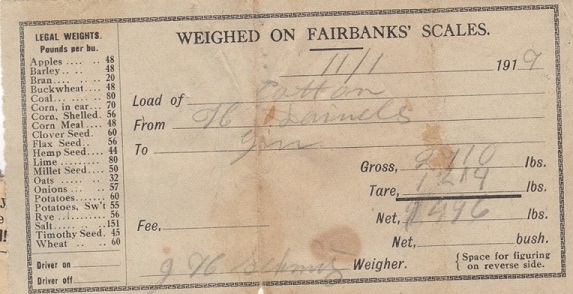 LEGAL WEIGHTS.
Pounds per bu.
Apples .... .. 48
Barley .. .. 48
Bran .... .... 20
Buckwheat .... 48
Coal .... .... 80
Corn, in ear... 70
Corn, Shelled. 56
Corn Meal .... 48
Clover Seed. 60
Flax Seed .. 56
Hemp Seed .... 44
Lime ........ 80
Millet Seed .... 50
Oats .... .. 32
Onions ... .. 57
Potatoes ..... 60
Potatoes, Sw't 55
Rye ........ 56
Salt ..... ....151
Timothy Seed. 45
Wheat .. .. 60
Driver on
Driver off
WEIGHED ON FAIRBANKS' SCALES.
11/1 1919
Load of Cotton
From H Daniels
To Gin
Gross, 2710 lbs.
Tare, 1214 lbs.
Fee, Net, 1496 lbs.
Net, bush.
J H Weigher. { Space for figuring
on reverse side.